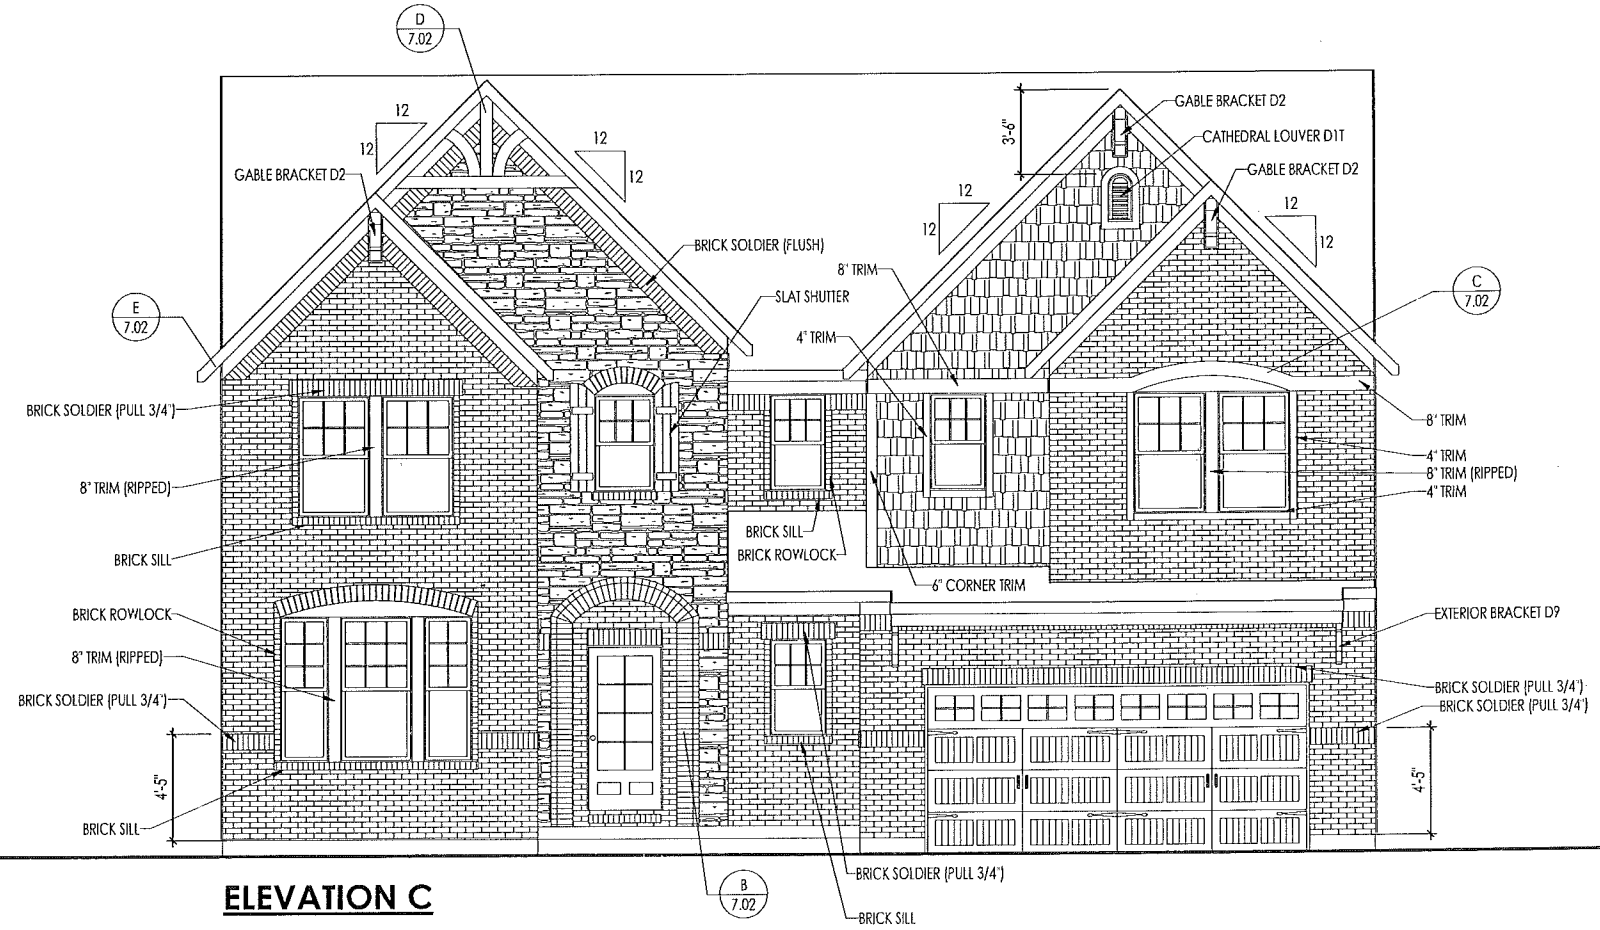 D
7.02
12
12
12
12
GABLE BRACKET D2
3'-6"
GABLE BRACKET D2
CATHEDRAL LOUVER D1T
GABLE BRACKET D2
12
12
12
12
BRICK SOLDIER (FLUSH)
8" TRIM
SLAT SHUTTER
4" TRIM
E
7.02
C
7.02
BRICK SOLDIER (PULL 3/4")
8" TRIM (RIPPED)
BRICK SILL
BRICK SILL
BRICK ROWLOCK
6" CORNER TRIM
8" TRIM
4" TRIM
8" TRIM (RIPPED)
4" TRIM
BRICK ROWLOCK
8" TRIM (RIPPED)
BRICK SOLDIER (PULL 3/4")
4'-5"
BRICK SILL
EXTERIOR BRACKET D9
BRICK SOLDIER (PULL 3/4")
BRICK SOLDIER (PULL 3/4")
4'-5"
BRICK SOLDIER (PULL 3/4")
B
7.02
BRICK SILL
ELEVATION C